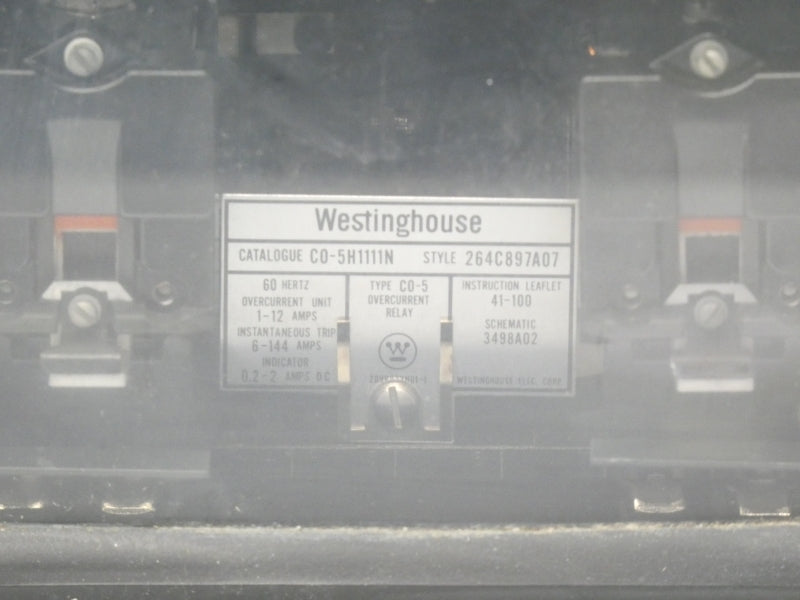 Westinghouse
CATALOGUE CO-5H1111N STYLE 264C897A07
60 HERTZ
OVERCURRENT UNIT
1-12 AMPS
INSTANTANEOUS TRIP
6-144 AMPS
INDICATOR
0.2-2 AMPS DC
TYPE CO-5
OVERCURRENT
RELAY
W
INSTRUCTION LEAFLET
41-100
SCHEMATIC
3498A02
WESTINGHOUSE ELEC. CORP.